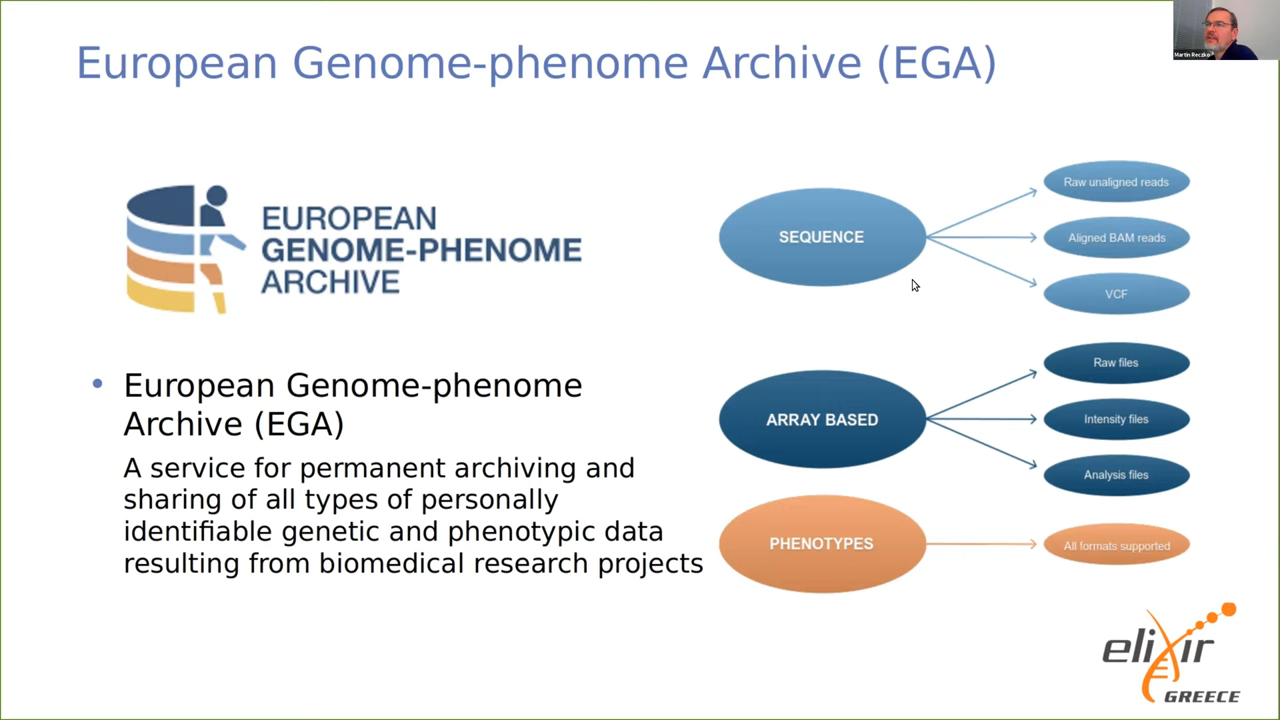 European Genome-phenome Archive (EGA)
Martin Reczko
EUROPEAN
GENOME-PHENOME
ARCHIVE
• European Genome-phenome
Archive (EGA)
A service for permanent archiving and
sharing of all types of personally
identifiable genetic and phenotypic data
resulting from biomedical research projects
SEQUENCE
Raw unaligned reads
Aligned BAM reads
VCF
ARRAY BASED
Raw files
Intensity files
Analysis files
PHENOTYPES
All formats supported
elixir
GREECE